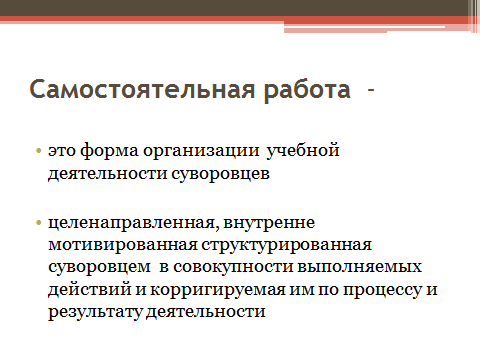 Самостоятельная работа -
• это форма организации учебной
деятельности суворовцев
• целенаправленная, внутренне
мотивированная структурированная
суворовцем в совокупности выполняемых
действий и корригируемая им по процессу и
результату деятельности